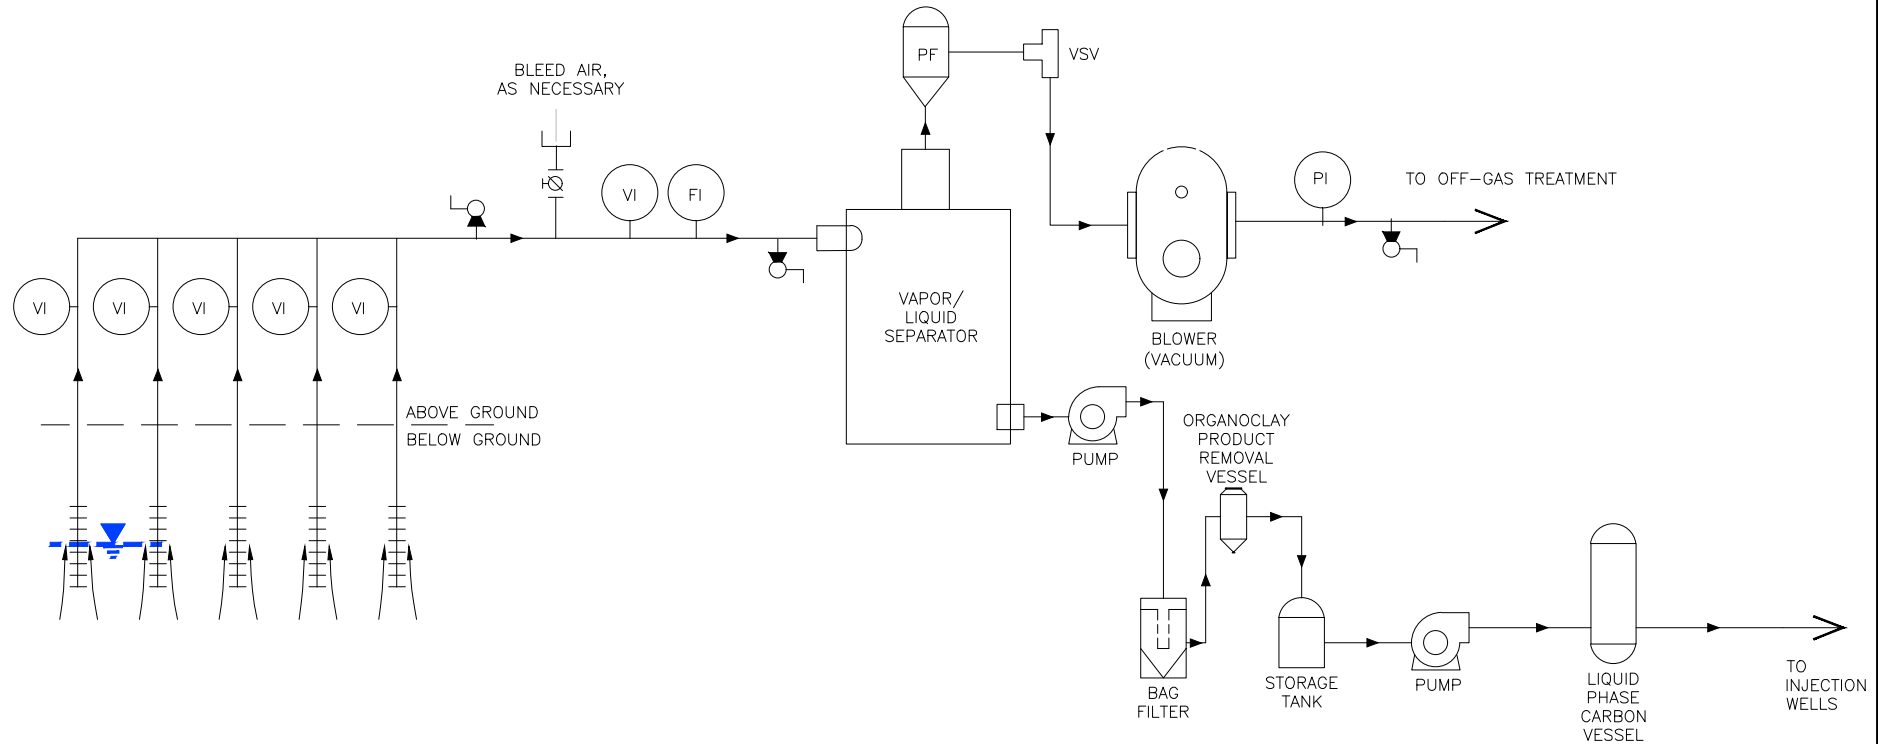 PF
VSV
BLEED AIR,
AS NECESSARY
VI
FI
PI
TO OFF-GAS TREATMENT
VI
VI
VI
VI
VI
VAPOR/
LIQUID
SEPARATOR
BLOWER
(VACUUM)
ABOVE GROUND
BELOW GROUND
PUMP
ORGANOCLAY
PRODUCT
REMOVAL
VESSEL
BAG
FILTER
STORAGE
TANK
PUMP
LIQUID
PHASE
CARBON
VESSEL
TO
INJECTION
WELLS